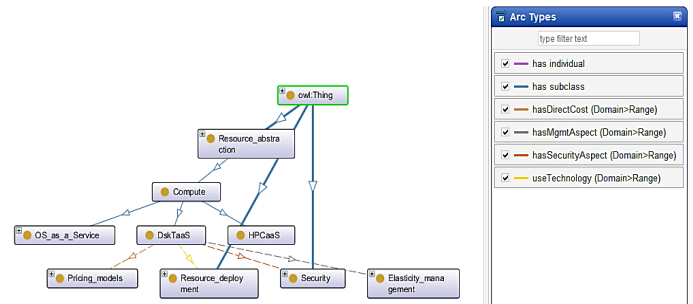 Arc Types
type filter text
has individual
has subclass
hasDirectCost (Domain>Range)
hasMgmtAspect (Domain>Range)
hasSecurityAspect (Domain>Range)
useTechnology (Domain>Range)
owl:Thing
Resource_abstra
ction
Compute
OS_as_a_Service
DskTaaS
HPCaaS
Pricing_models
Resource_deploy
ment
Security
Elasticity_mana
gement